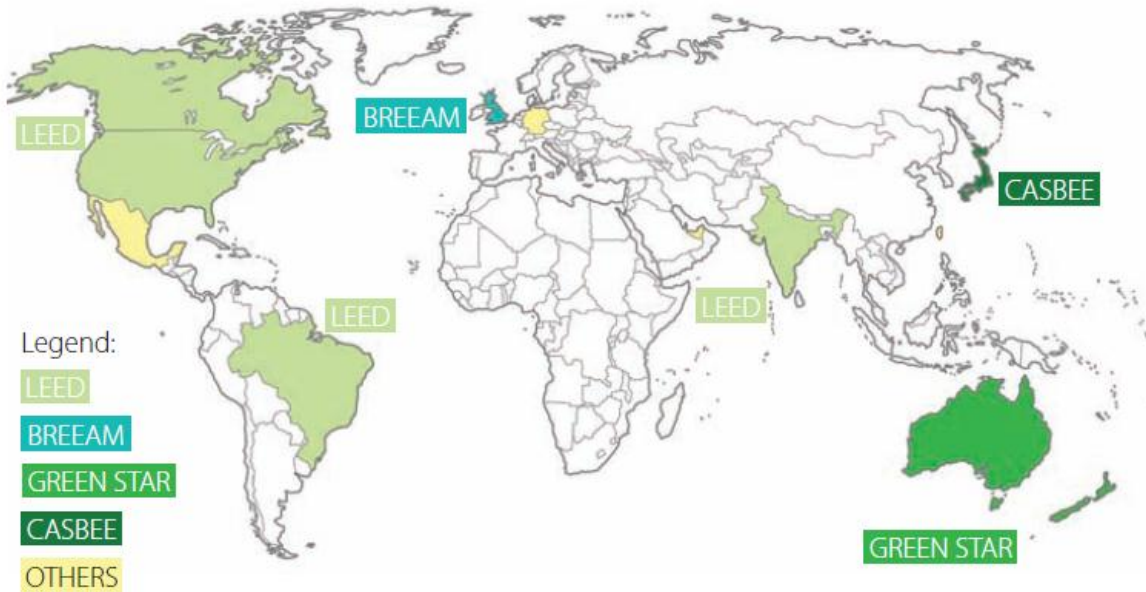 LEED
BREEAM
CASBEE
LEED
LEED
GREEN STAR
Legend:
LEED
BREEAM
GREEN STAR
CASBEE
OTHERS